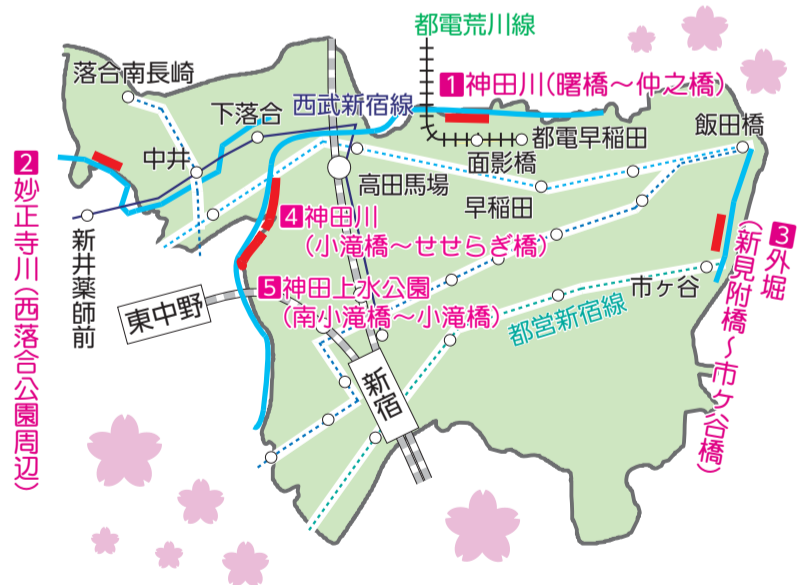 都電荒川線
1神田川(曙橋～仲之橋)
落合南長崎
下落合
西武新宿線
都電早稲田
飯田橋
中井
面影橋
高田馬場
早稲田
2妙正寺川(西落合公園周辺)
新井薬師前
4神田川
(小滝橋～せせらぎ橋)
3外堀
(新見附橋～市ケ谷橋)
5神田上水公園
(南小滝橋～小滝橋)
市ヶ谷
東中野
都営新宿線
新宿